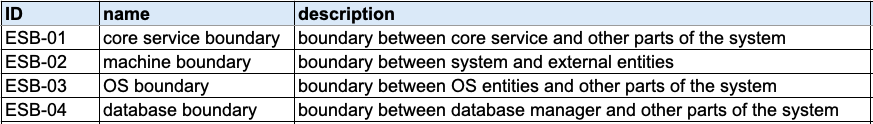 ID name description
ESB-01 core service boundary boundary between core service and other parts of the system
ESB-02 machine boundary boundary between system and external entities
ESB-03 OS boundary boundary between OS entities and other parts of the system
ESB-04 database boundary boundary between database manager and other parts of the system